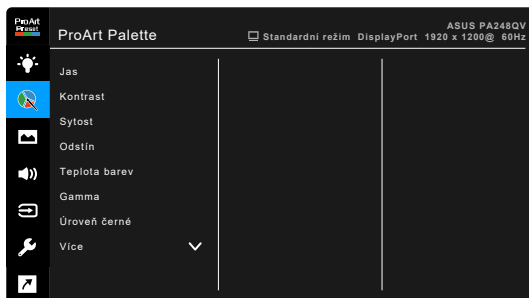 ProArt
Preset
ProArt Palette
ASUS PA248QV
Standardní režim DisplayPort 1920 x 1200@ 60Hz
Jas
Kontrast
Sytost
Odstín
Teplota barev
Gamma
Úroveň černé
Více